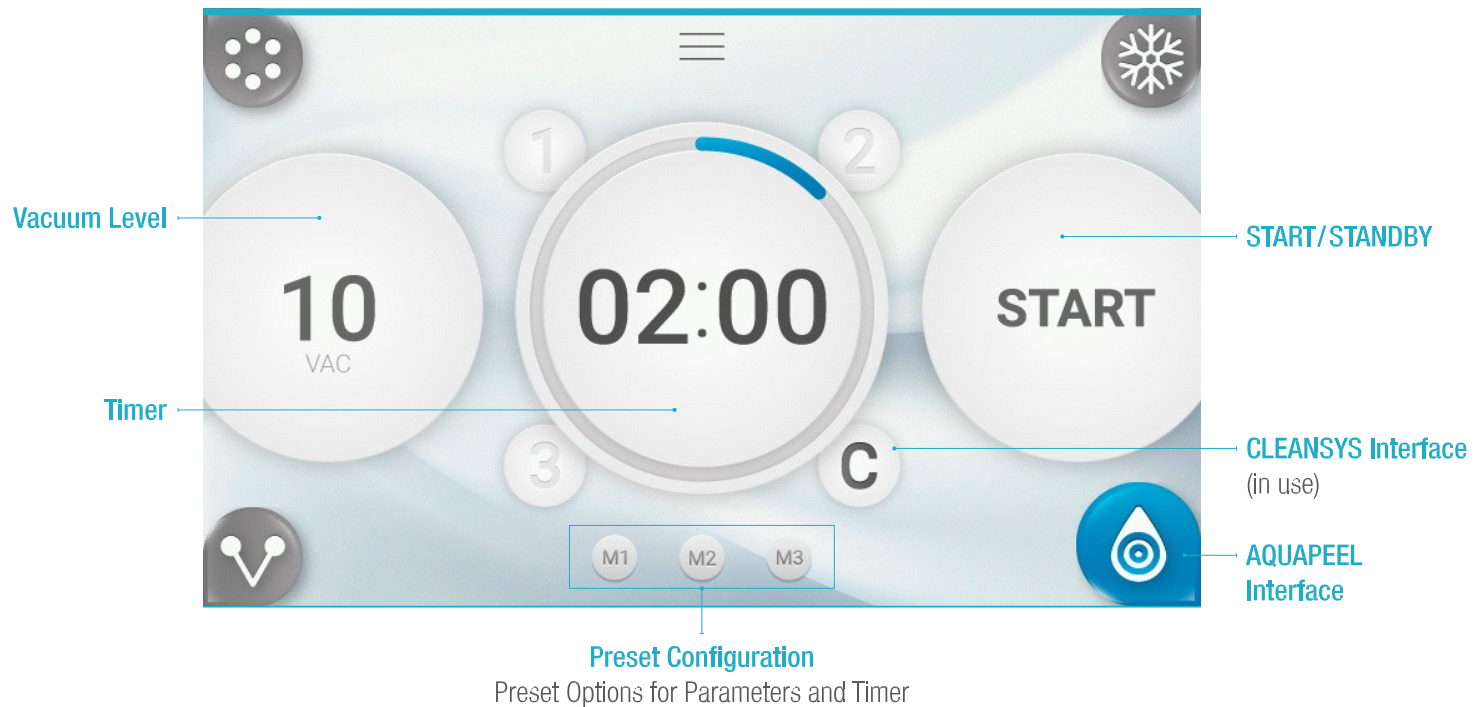 1
2
Vacuum Level
START/STANDBY
10
VAC
02:00
START
Timer
3
C
CLEANSYS Interface
(in use)
M1
M2
M3
AQUAPEEL
Interface
Preset Configuration
Preset Options for Parameters and Timer